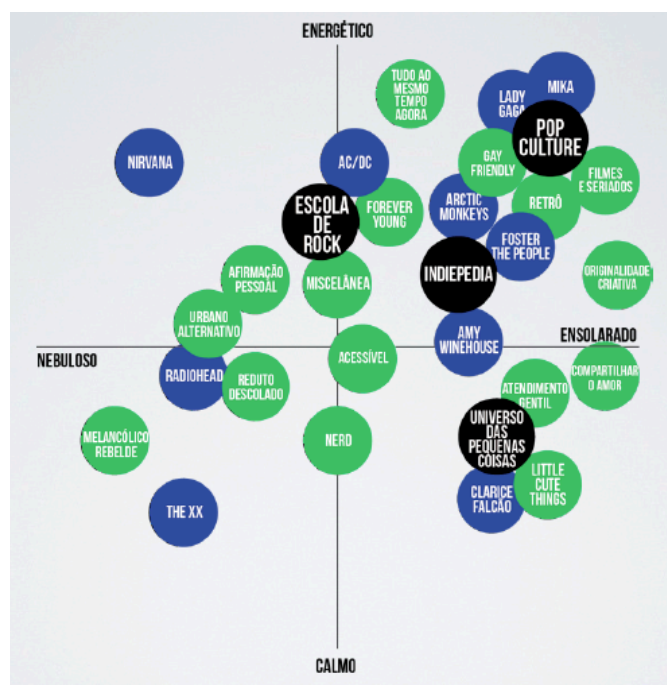 ENERGÉTICO
TUDO AO
MESMO
TEMPO
AGORA
LADY
GAGA
MIKA
POP
CULTURE
NIRVANA
AC/DC
GAY
FRIENDLY
FILMES
E SERIADOS
ESCOLA
DE
ROCK
FOREVER
YOUNG
ARCTIC
MONKEYS
RETRÔ
FOSTER
THE PEOPLE
AFIRMAÇÃO
PESSOAL
MISCELÂNEA
INDIEPEDIA
ORIGINALIDADE
CRIATIVA
URBANO
ALTERNATIVO
AMY
WINEHOUSE
ENSOLARADO
NEBULOSO
RADIOHEAD
REDUTO
DESCOLADO
ACESSÍVEL
ATENDIMENTO
GENTIL
COMPARTILHAR
O AMOR
MELANCÓLICO
REBELDE
NERD
UNIVERSO
DAS
PEQUENAS
COISAS
THE XX
CLARICE
FALCÃO
LITTLE
CUTE
THINGS
CALMO